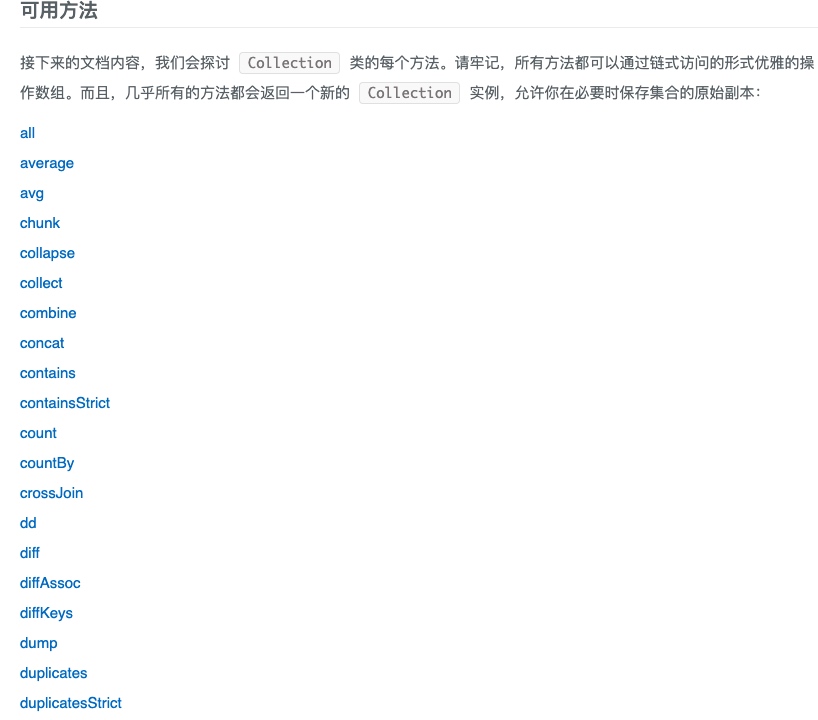 可用方法
接下来的文档内容，我们会探讨 Collection 类的每个方法。请牢记，所有方法都可以通过链式访问的形式优雅的操
作数组。而且，几乎所有的方法都会返回一个新的 Collection 实例，允许你在必要时保存集合的原始副本：
all
average
avg
chunk
collapse
collect
combine
concat
contains
containsStrict
count
countBy
crossJoin
dd
diff
diffAssoc
diffKeys
dump
duplicates
duplicatesStrict